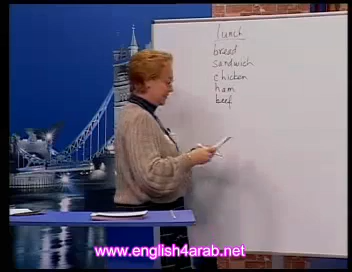 lunch
bread
sandwich
chicken
ham
beef
www.english4arab.net